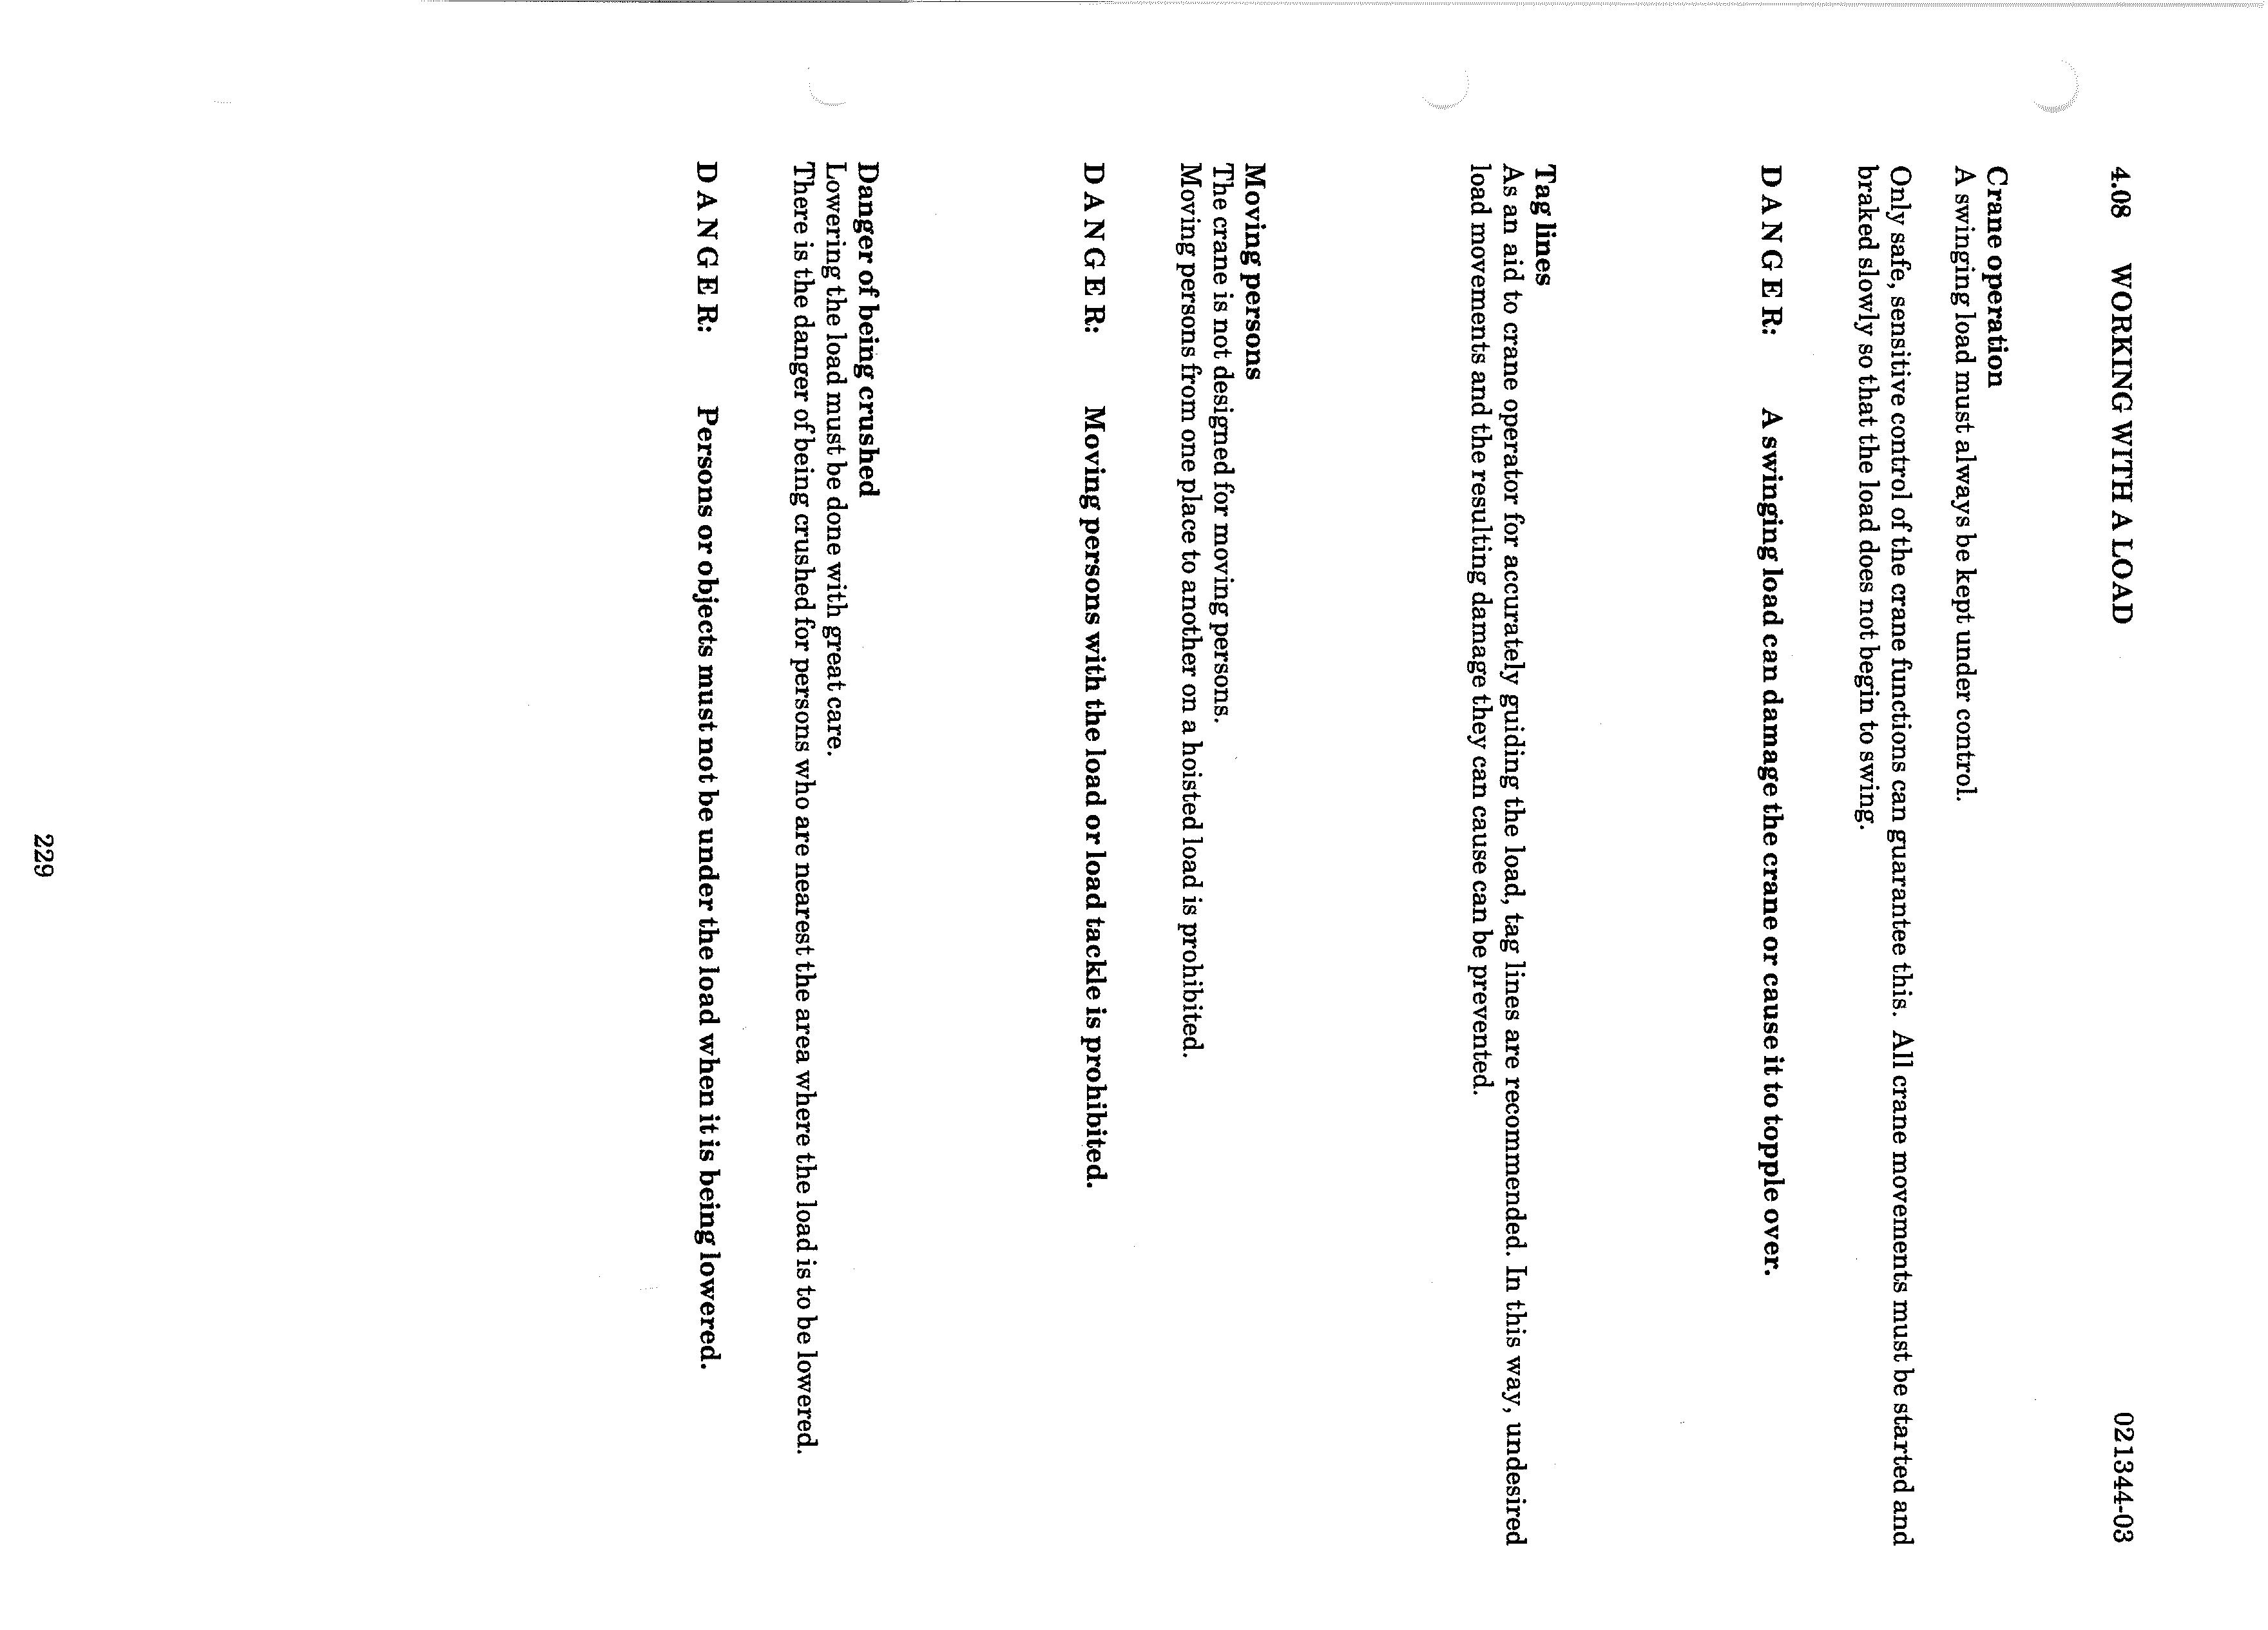 4.08 WORKING WITH A LOAD 021344-03
Crane operation
A swinging load must always be kept under control.
Only safe, sensitive control of the crane functions can guarantee this. All crane movements must be started and
braked slowly so that the load does not begin to swing.
D A N G E R: A swinging load can damage the crane or cause it to topple over.
Tag lines
As an aid to crane operator for accurately guiding the load, tag lines are recommended. In this way, undesired
load movements and the resulting damage they can cause can be prevented.
Moving persons
The crane is not designed for moving persons.
Moving persons from one place to another on a hoisted load is prohibited.
D A N G E R: Moving persons with the load or load tackle is prohibited.
Danger of being crushed
Lowering the load must be done with great care.
There is the danger of being crushed for persons who are nearest the area where the load is to be lowered.
D A N G E R: Persons or objects must not be under the load when it is being lowered.
229